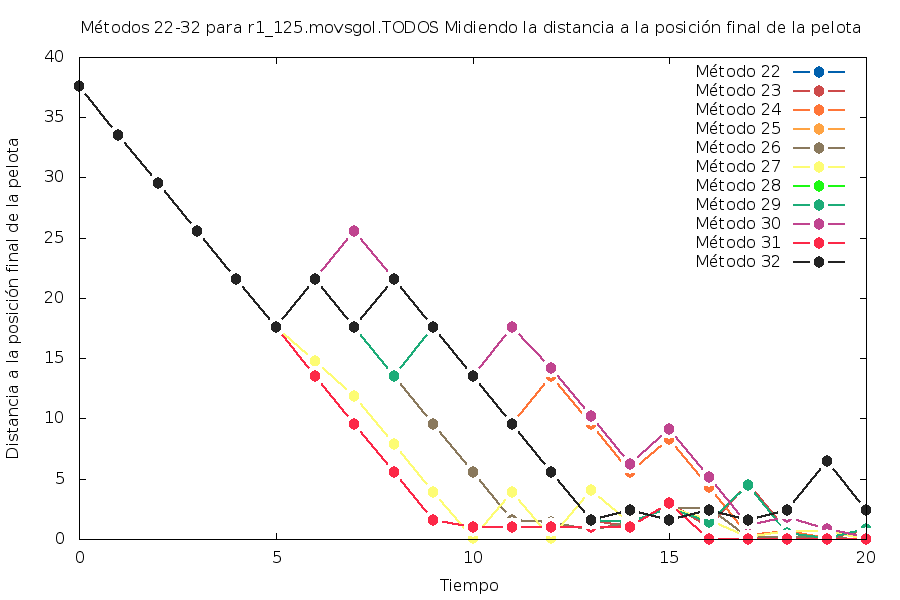 Métodos 22-32 para r1_125.movsgol.TODOS Midiendo la distancia a la posición final de la pelota
40
35
30
25
20
15
10
5
0
Distancia a la posición final de la pelota
Método 22
Método 23
Método 24
Método 25
Método 26
Método 27
Método 28
Método 29
Método 30
Método 31
Método 32
0 5 10 15 20
Tiempo